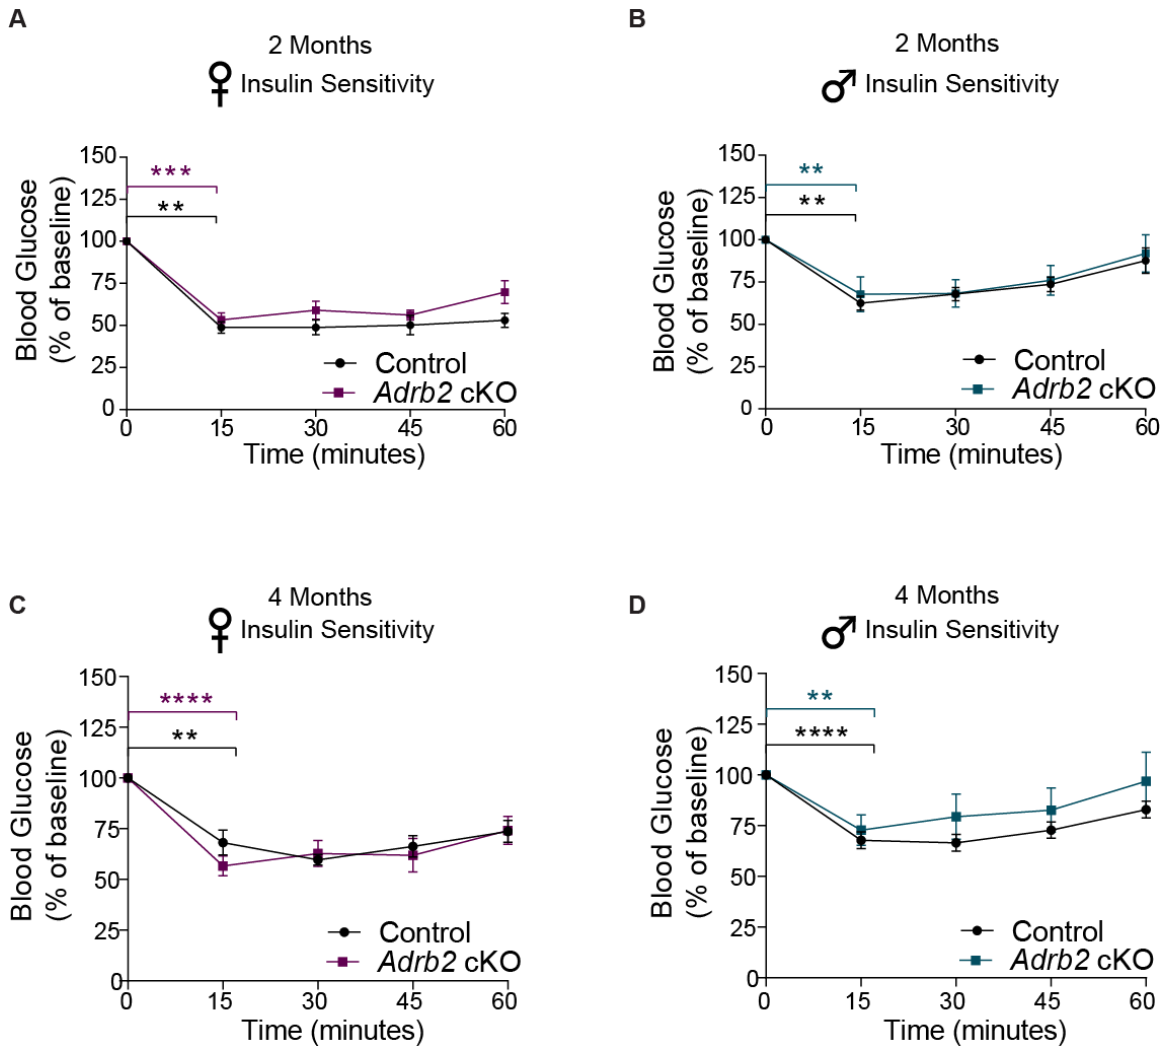 A
2 Months
♀ Insulin Sensitivity
Blood Glucose
(% of baseline)
150
125
100
75
50
25
0
***
**
Control
Adrb2 cKO
0 15 30 45 60
Time (minutes)
B
2 Months
♂ Insulin Sensitivity
Blood Glucose
(% of baseline)
150
125
100
75
50
25
0
**
**
Control
Adrb2 cKO
0 15 30 45 60
Time (minutes)
C
4 Months
♀ Insulin Sensitivity
Blood Glucose
(% of baseline)
150
125
100
75
50
25
0
****
**
Control
Adrb2 cKO
0 15 30 45 60
Time (minutes)
D
4 Months
♂ Insulin Sensitivity
Blood Glucose
(% of baseline)
150
125
100
75
50
25
0
**
****
Control
Adrb2 cKO
0 15 30 45 60
Time (minutes)